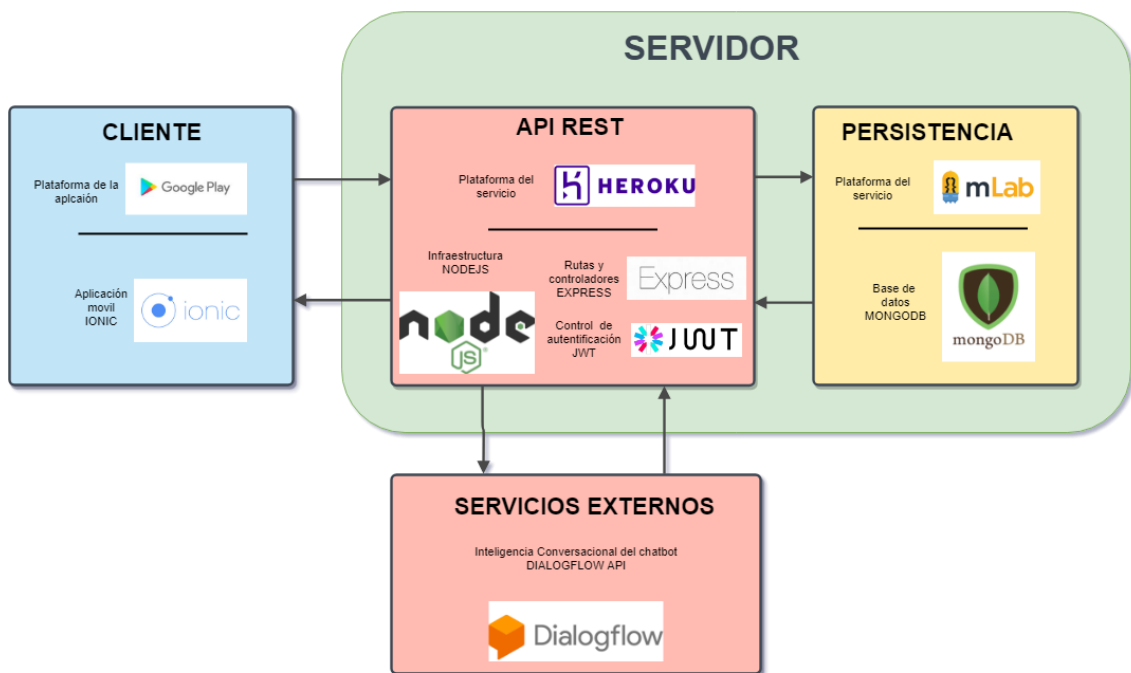 SERVIDOR
CLIENTE
Plataforma de la
aplcaión
Google Play
Aplicación
movil
IONIC
ionic
API REST
Plataforma del
servicio
HEROKU
Infraestructura
NODEJS
node
JS
Rutas y
controladores
EXPRESS
Express
Control de
autentificación
JWT
JWT
PERSISTENCIA
Plataforma del
servicio
mLab
Base de
datos
MONGODB
mongoDB
SERVICIOS EXTERNOS
Inteligencia Conversacional del chatbot
DIALOGFLOW API
Dialogflow